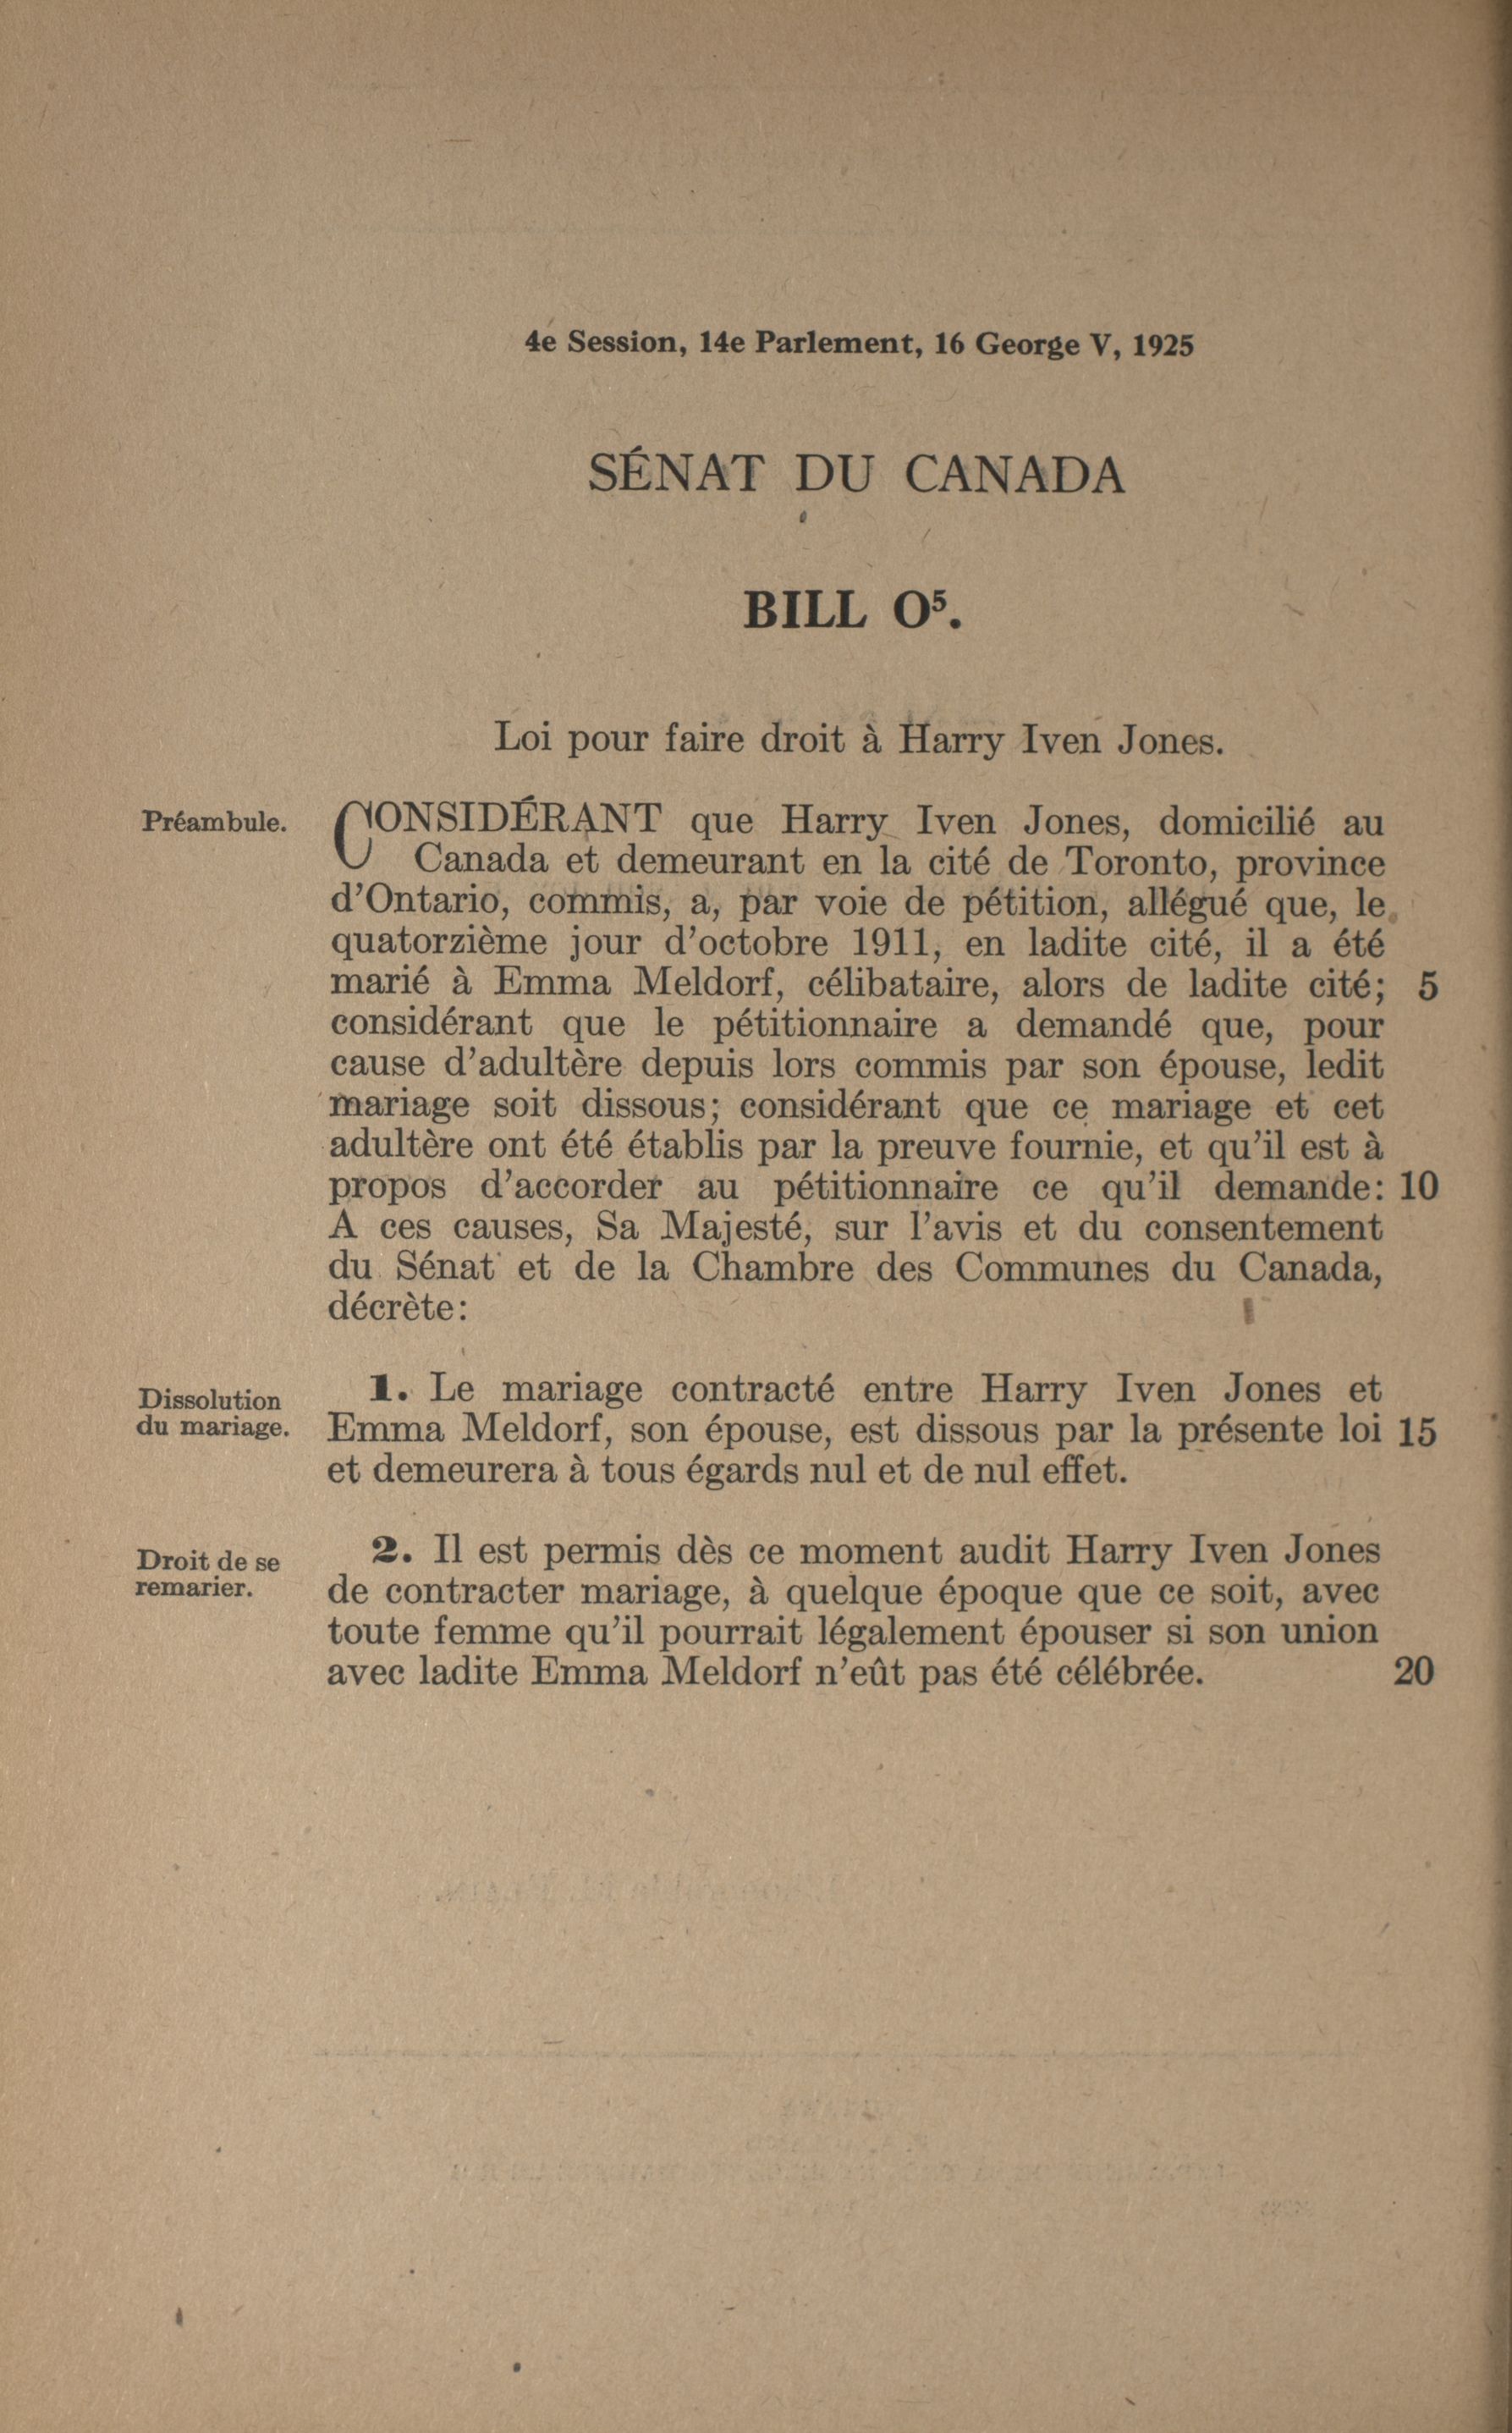 4e Session, 14e Parlement, 16 George V, 1925
SÉNAT DU CANADA
BILL O⁵.
Loi pour faire droit à Harry Iven Jones.
Préambule.
CONSIDÉRANT que Harry Iven Jones, domicilié au
Canada et demeurant en la cité de Toronto, province
d'Ontario, commis, a, par voie de pétition, allégué que, le
quatorzième jour d'octobre 1911, en ladite cité, il a été
marié à Emma Meldorf, célibataire, alors de ladite cité; 5
considérant que le pétitionnaire a demandé que, pour
cause d'adultère depuis lors commis par son épouse, ledit
mariage soit dissous; considérant que ce mariage et cet
adultère ont été établis par la preuve fournie, et qu'il est à
propos d'accorder au pétitionnaire ce qu'il demande: 10
A ces causes, Sa Majesté, sur l'avis et du consentement
du Sénat et de la Chambre des Communes du Canada,
décrète:
Dissolution
du mariage.
1. Le mariage contracté entre Harry Iven Jones et
Emma Meldorf, son épouse, est dissous par la présente loi 15
et demeurera à tous égards nul et de nul effet.
Droit de se
remarier.
2. Il est permis dès ce moment audit Harry Iven Jones
de contracter mariage, à quelque époque que ce soit, avec
toute femme qu'il pourrait légalement épouser si son union
avec ladite Emma Meldorf n'eût pas été célébrée. 20